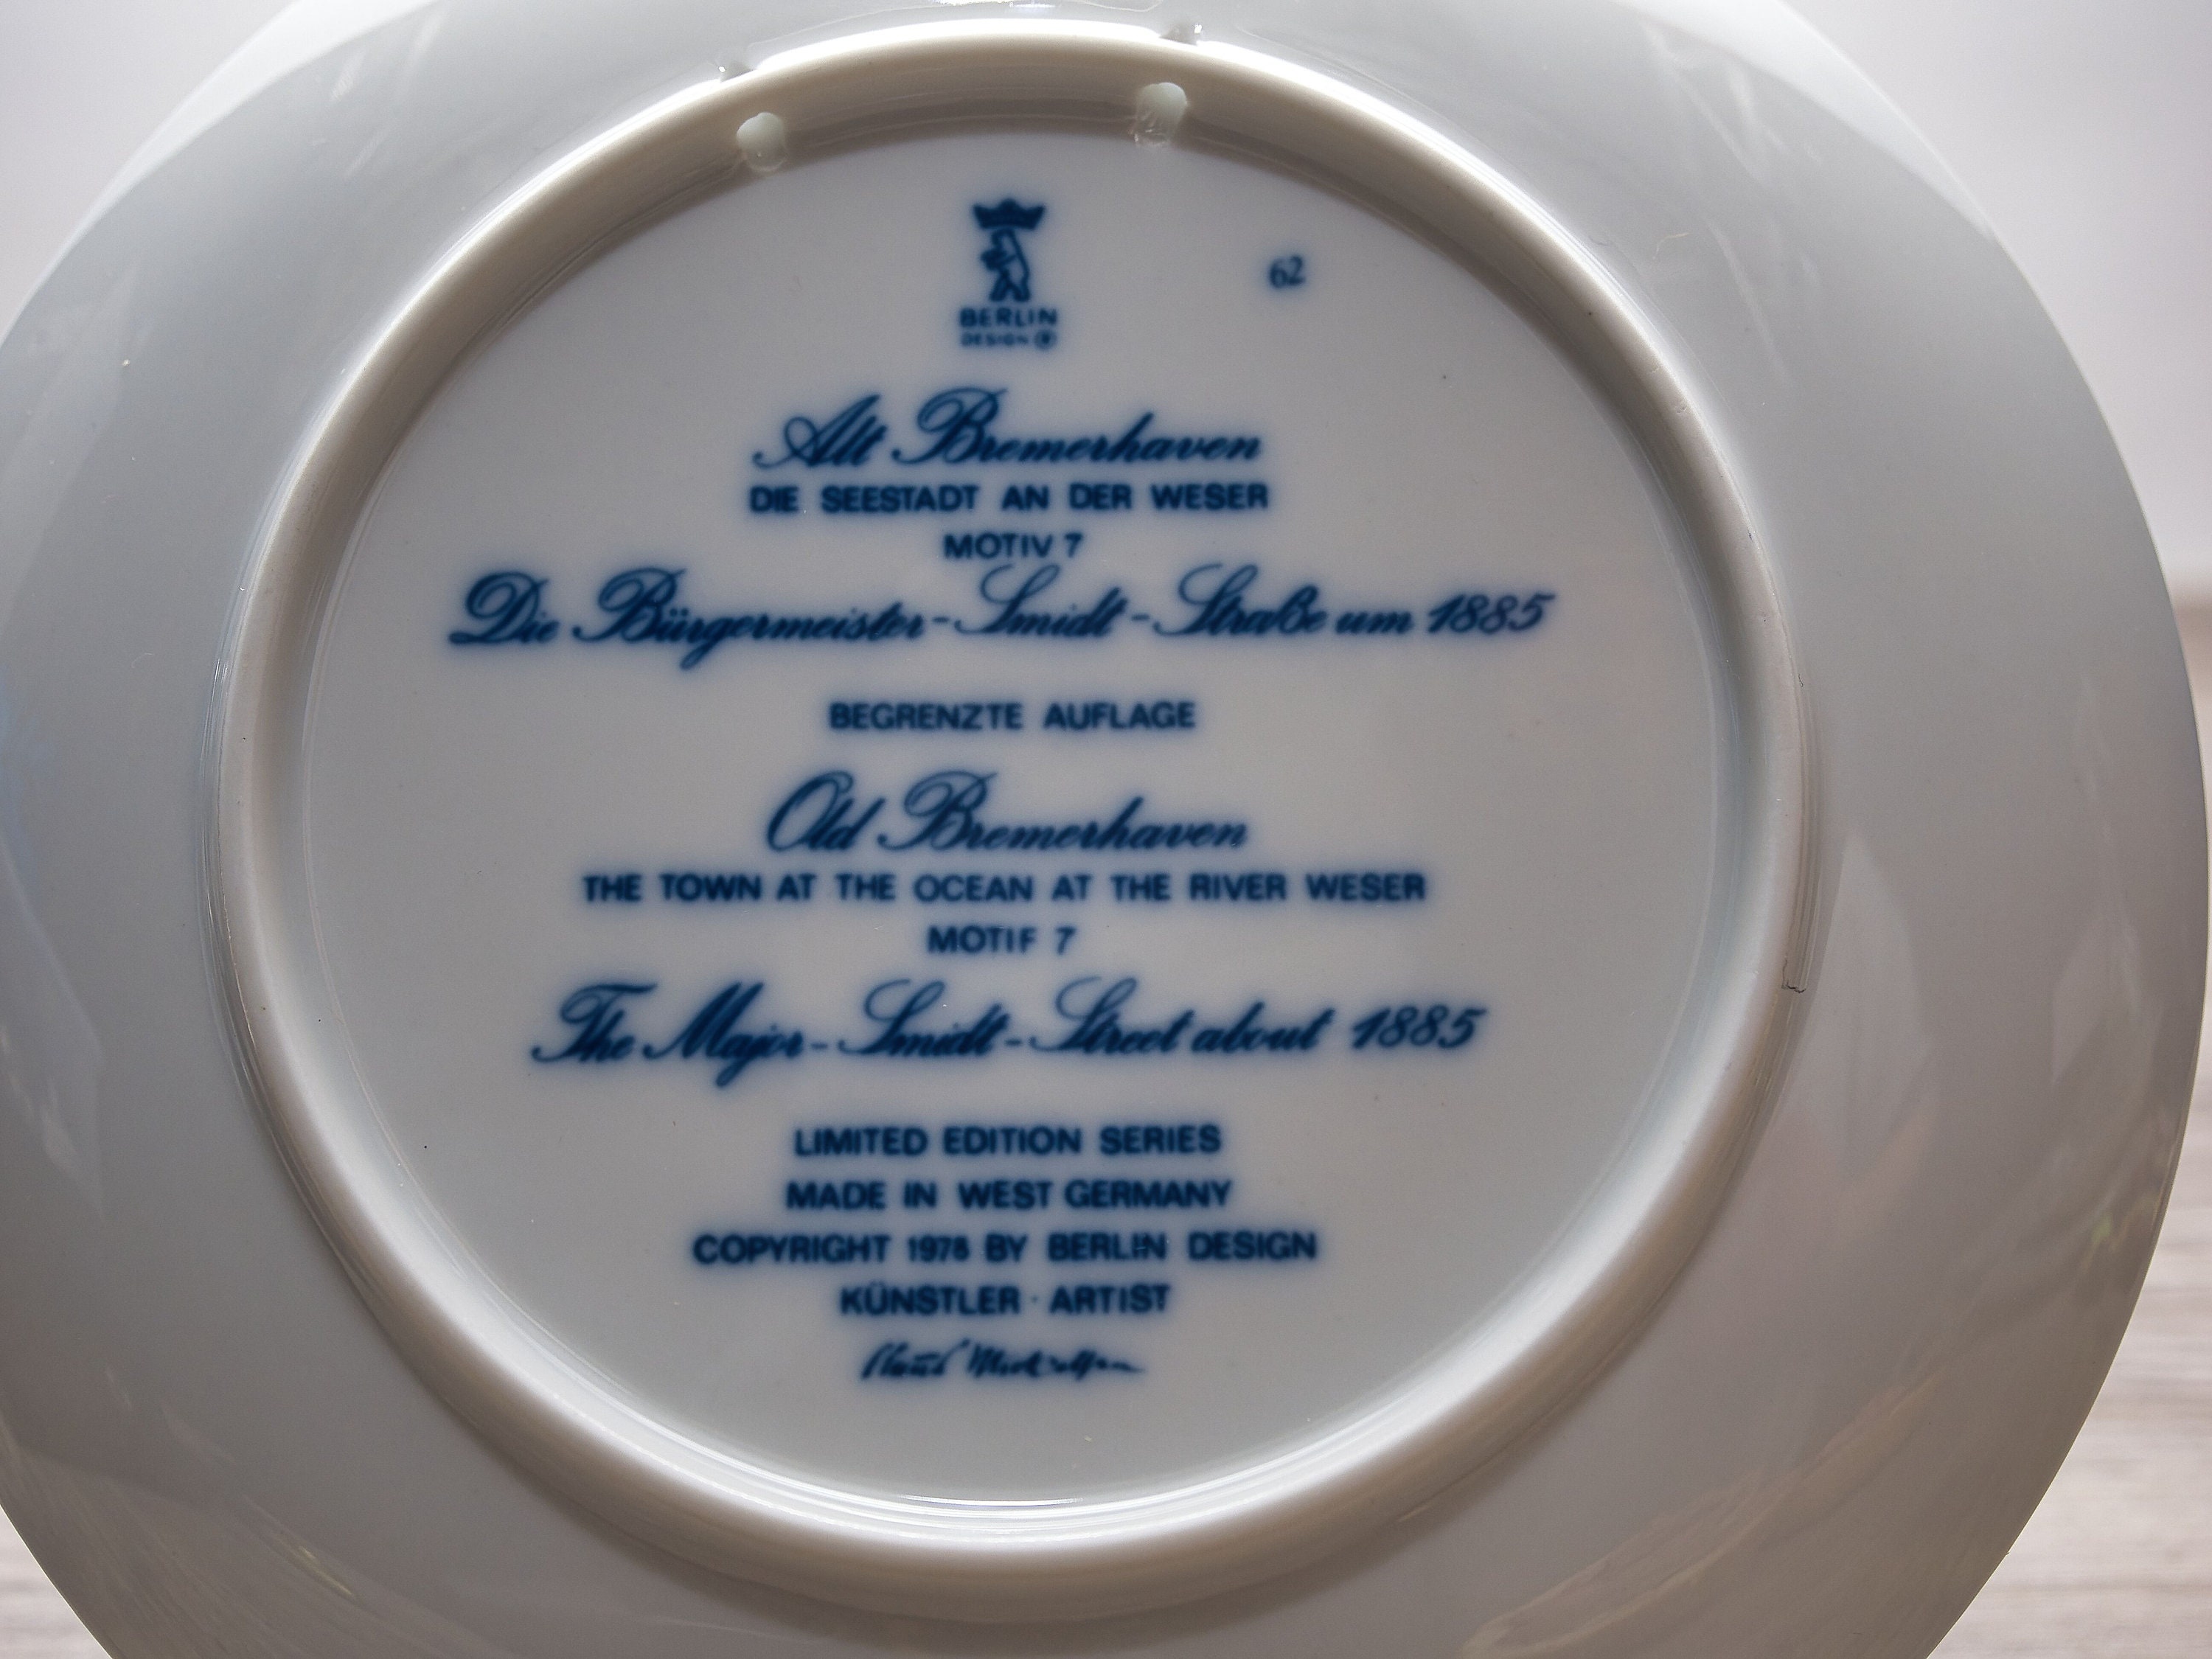 62
BERLIN
DESIGN ®
Alt Bremerhaven
DIE SEESTADT AN DER WESER
MOTIV 7
Die Bürgermeister-Smidt-Straße um 1885
BEGRENZTE AUFLAGE
Old Bremerhaven
THE TOWN AT THE OCEAN AT THE RIVER WESER
MOTIF 7
The Major-Smidt-Street about 1885
LIMITED EDITION SERIES
MADE IN WEST GERMANY
COPYRIGHT 1978 BY BERLIN DESIGN
KÜNSTLER · ARTIST